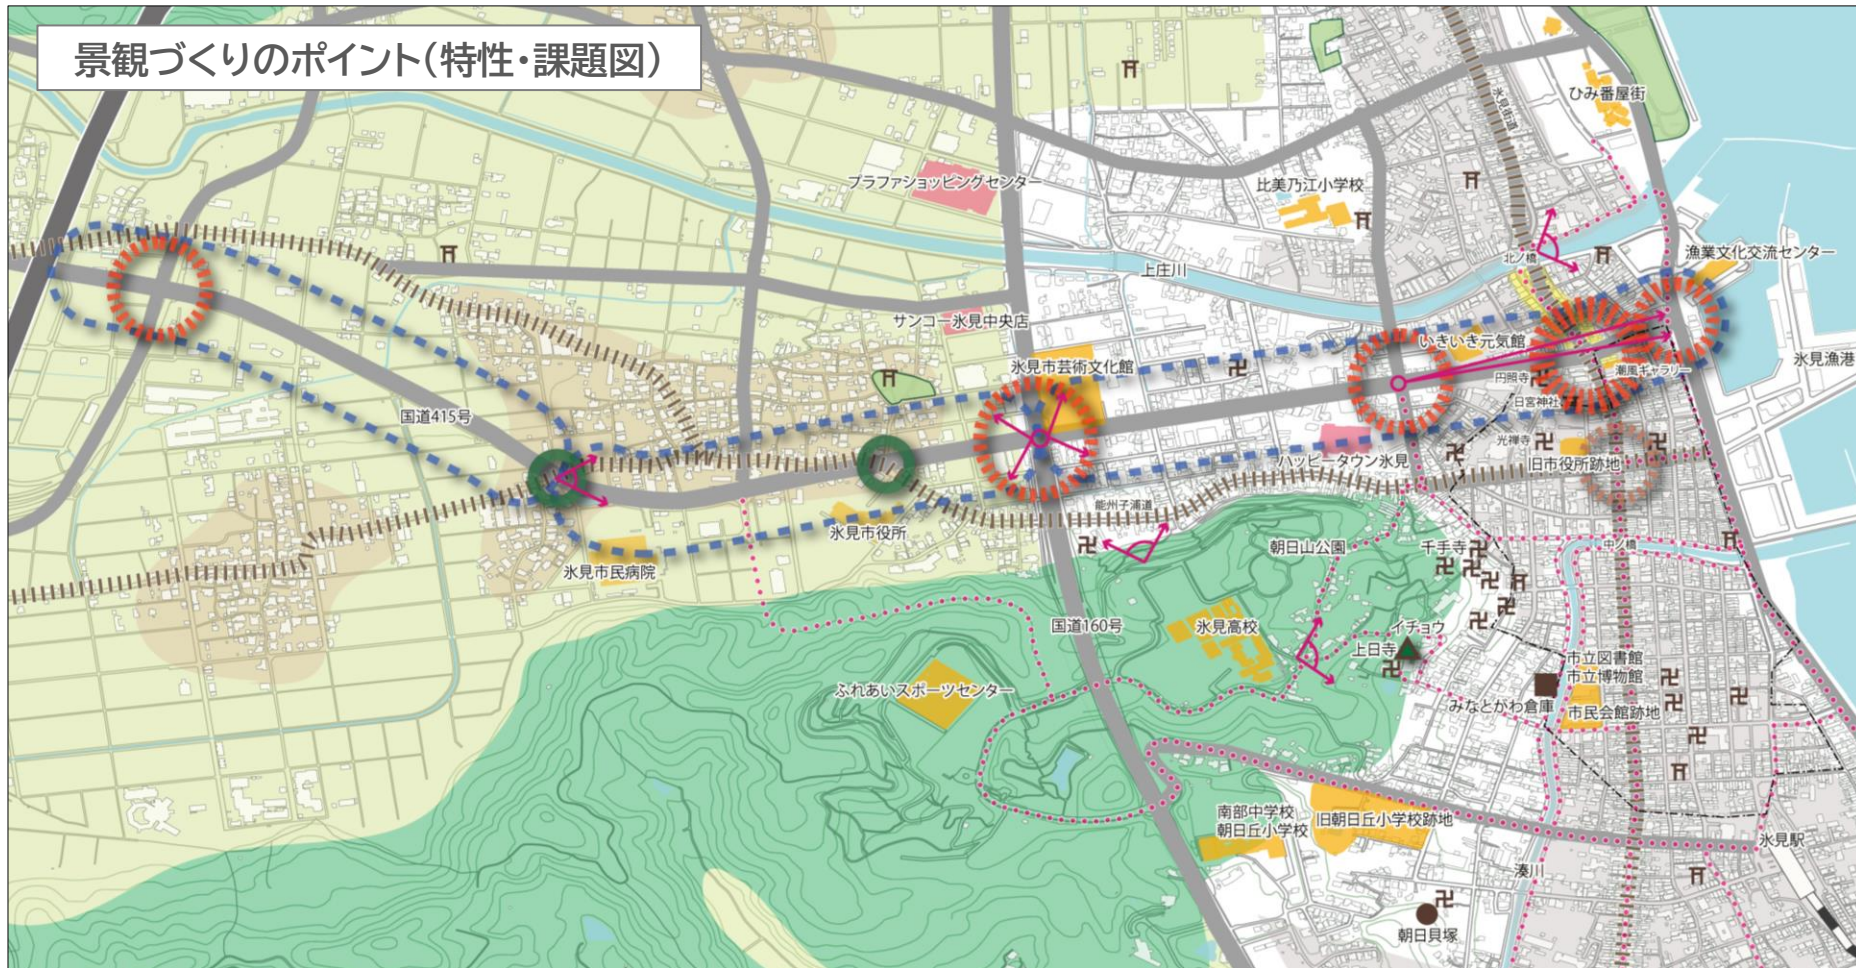 景観づくりのポイント(特性・課題図)
ひみ番屋街
氷見街道
プラファショッピングセンター
比美乃江小学校
上庄川
北ノ橋
漁業文化交流センター
サンコー氷見中央店
氷見市芸術文化館
いきいき元気館
氷見漁港
円照寺
潮風ギャラリー
日宮神社
国道415号
光禅寺
ハッピータウン氷見
旧市役所跡地
能州子浦道
氷見市役所
氷見市民病院
朝日山公園
千手寺
中ノ橋
国道160号
氷見高校
イチョウ
上日寺
市立図書館
市立博物館
ふれあいスポーツセンター
みなとがわ倉庫
市民会館跡地
南部中学校
朝日丘小学校
旧朝日丘小学校跡地
氷見駅
湊川
朝日貝塚